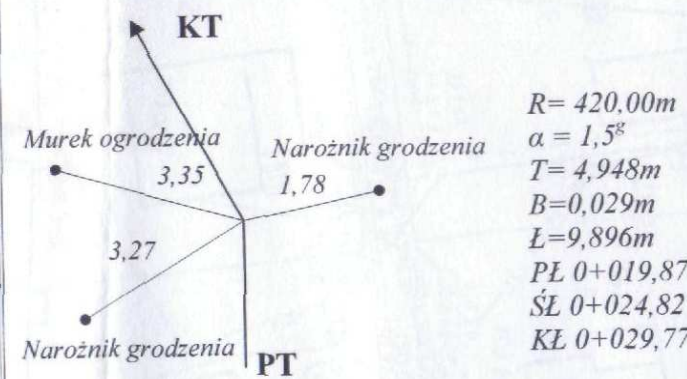 KT
Murek ogrodzenia
3,35
Narożnik grodzenia
1,78
3,27
Narożnik grodzenia
PT
R= 420,00m
α = 1,5g
T= 4,948m
B=0,029m
Ł=9,896m
PŁ 0+019,87
ŚŁ 0+024,82
KŁ 0+029,77